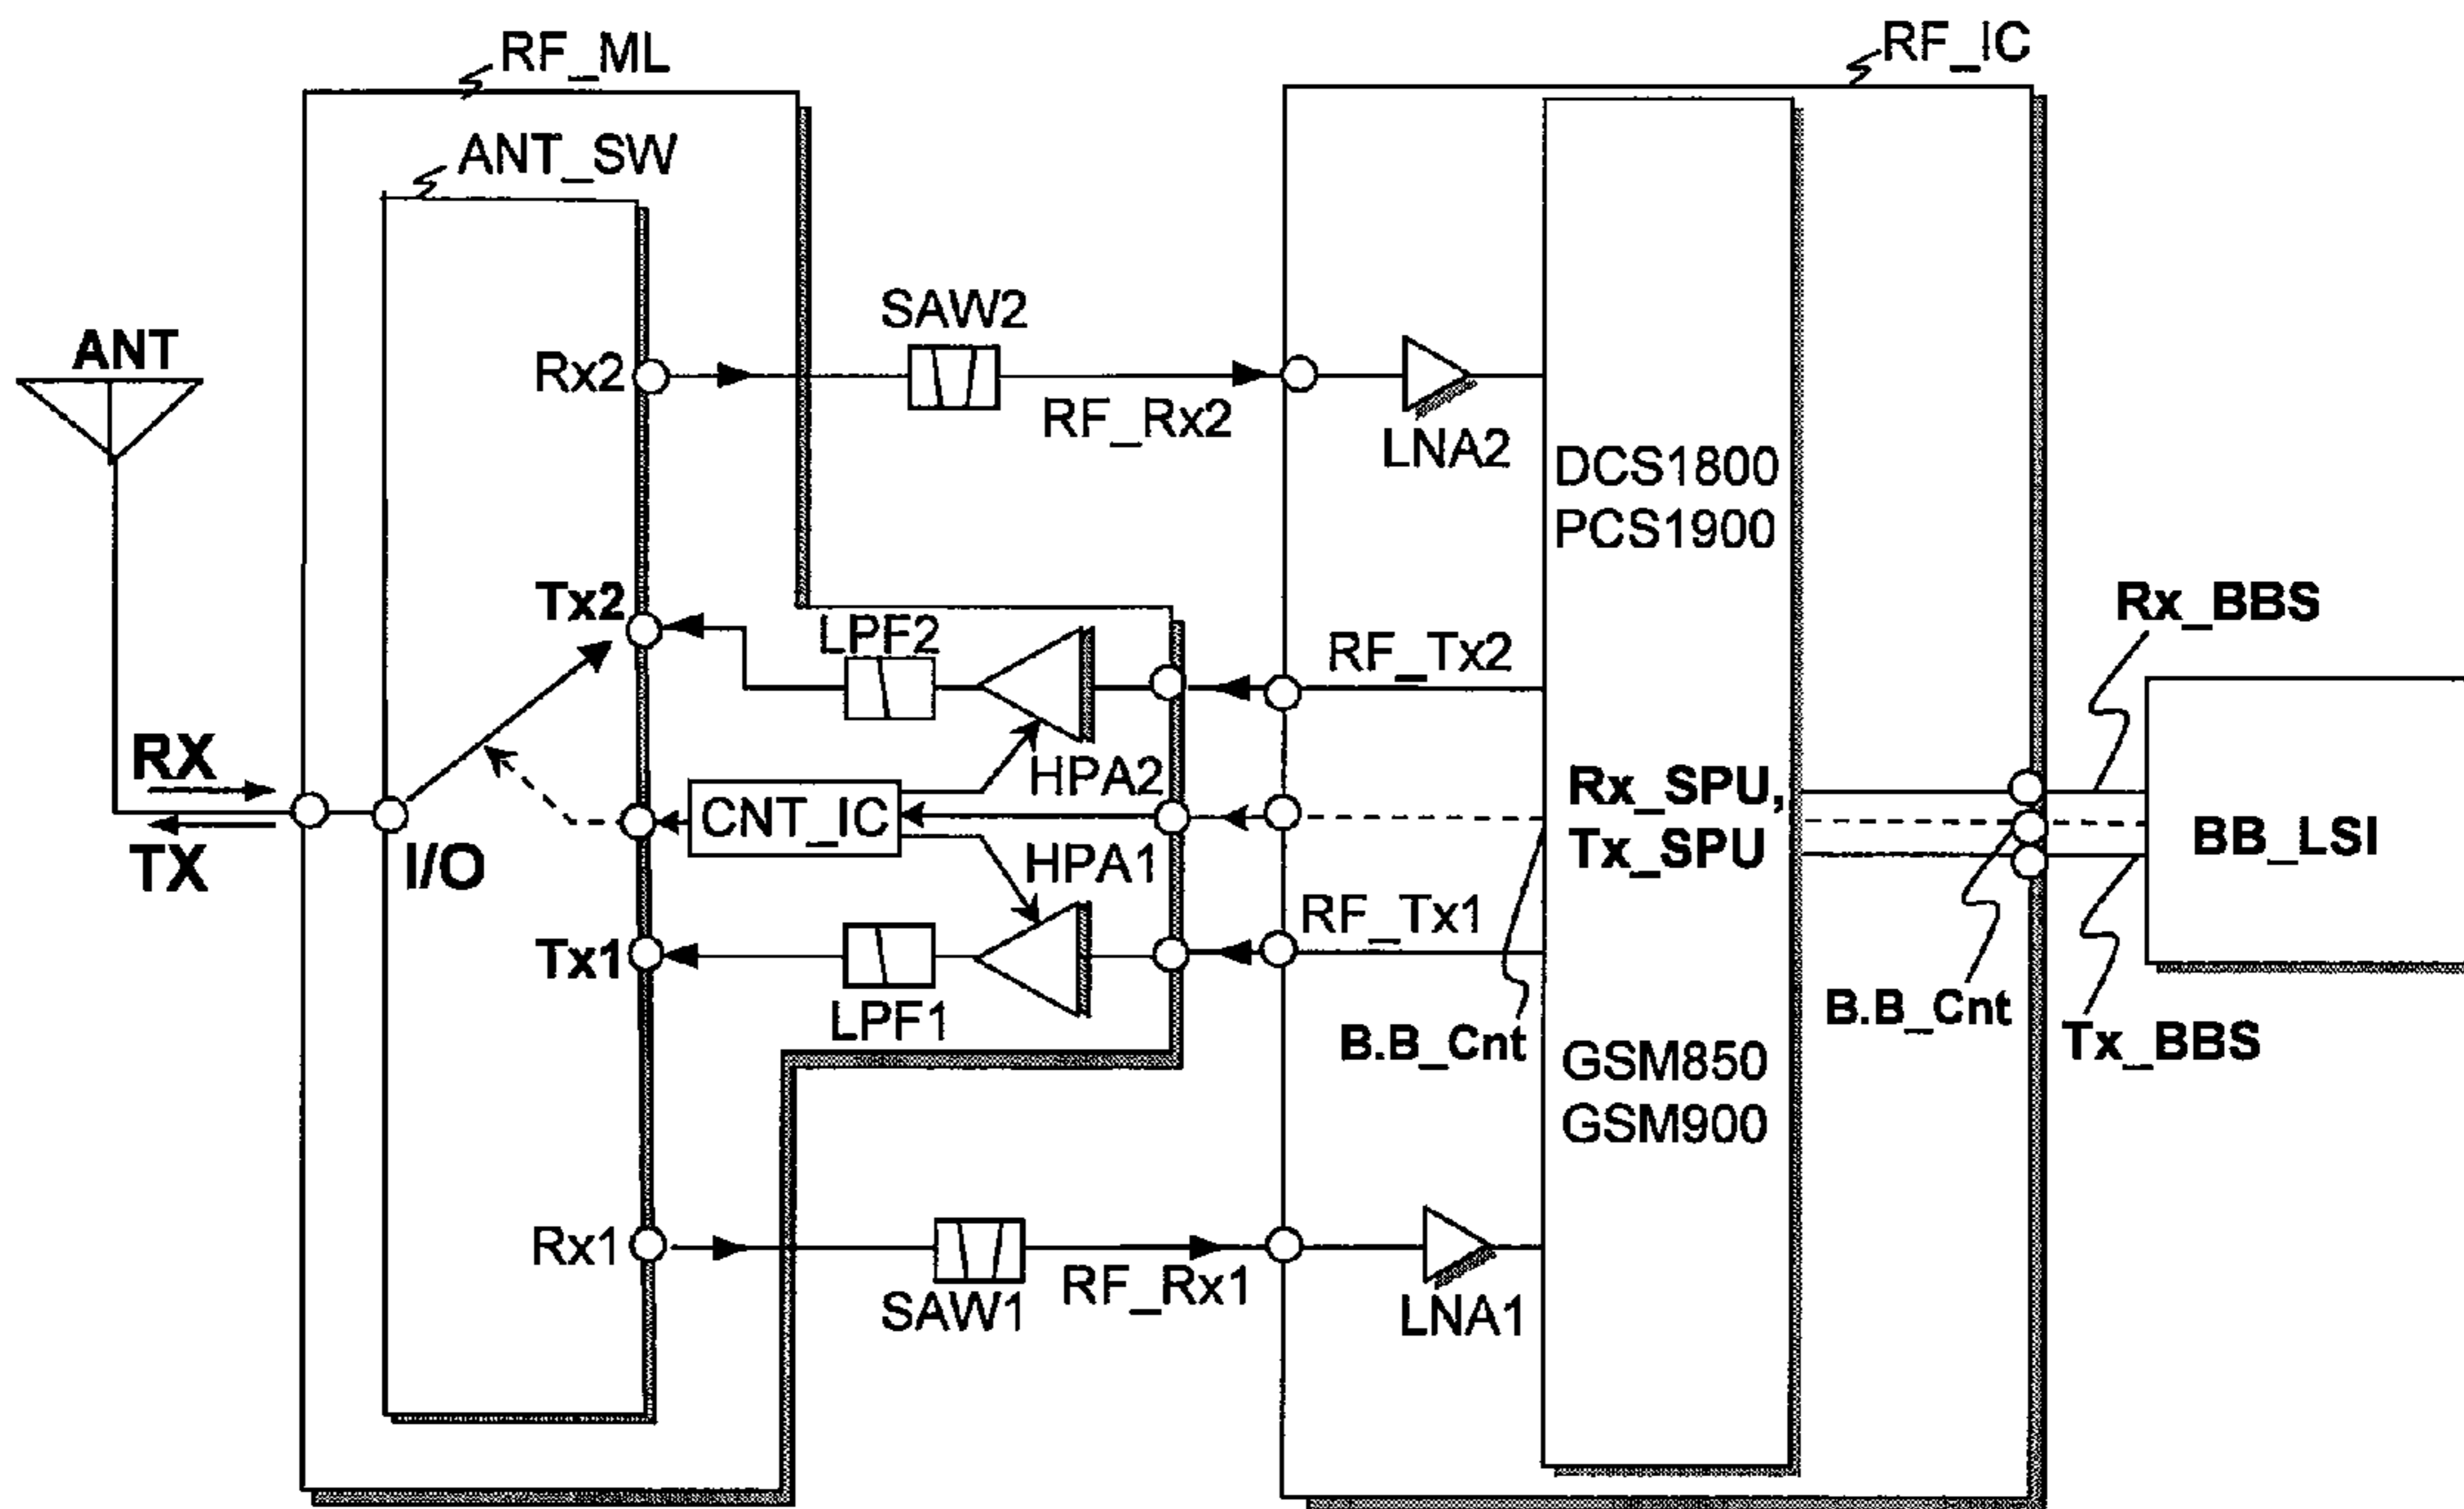 RF_ML
RF_IC
ANT_SW
ANT
SAW2
Rx2
RF_Rx2
LNA2
DCS1800
PCS1900
Tx2
LPF2
RF_Tx2
Rx_BBS
RX
HPA2
Rx_SPU,
Tx_SPU
CNT_IC
BB_LSI
TX
I/O
HPA1
RF_Tx1
Tx1
LPF1
B.B_Cnt
B.B_Cnt
Tx_BBS
GSM850
GSM900
Rx1
RF_Rx1
SAW1
LNA1